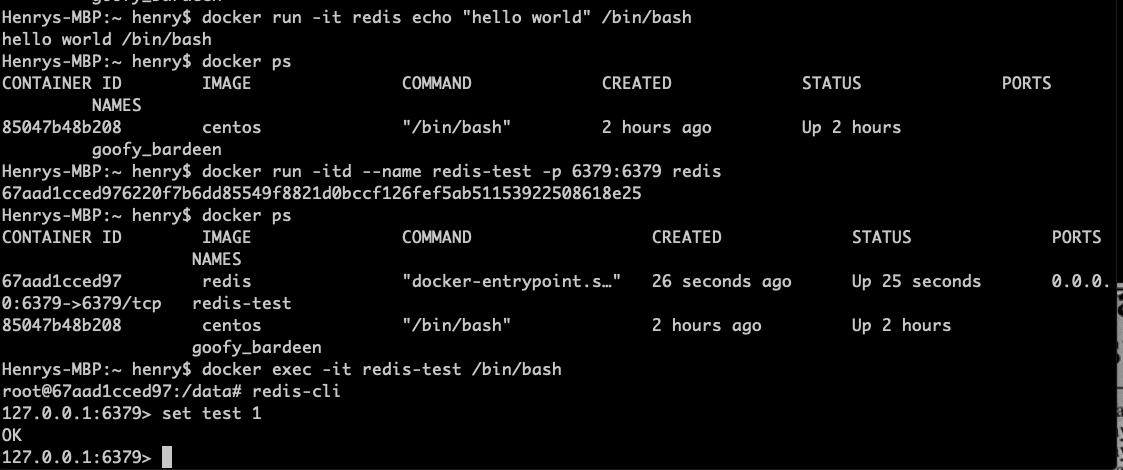 Henrys-MBP:~ henry$ docker run -it redis echo "hello world" /bin/bash
hello world /bin/bash
Henrys-MBP:~ henry$ docker ps
CONTAINER ID        IMAGE               COMMAND             CREATED             STATUS              PORTS
         NAMES
85047b48b208        centos              "/bin/bash"         2 hours ago         Up 2 hours
         goofy_bardeen
Henrys-MBP:~ henry$ docker run -itd --name redis-test -p 6379:6379 redis
67aad1cced976220f7b6dd85549f8821d0bccf126fef5ab51153922508618e25
Henrys-MBP:~ henry$ docker ps
CONTAINER ID        IMAGE               COMMAND                  CREATED             STATUS              PORTS
                   NAMES
67aad1cced97        redis               "docker-entrypoint.s…"   26 seconds ago      Up 25 seconds       0.0.0.
0:6379->6379/tcp   redis-test
85047b48b208        centos              "/bin/bash"              2 hours ago         Up 2 hours
                   goofy_bardeen
Henrys-MBP:~ henry$ docker exec -it redis-test /bin/bash
root@67aad1cced97:/data# redis-cli
127.0.0.1:6379> set test 1
OK
127.0.0.1:6379>